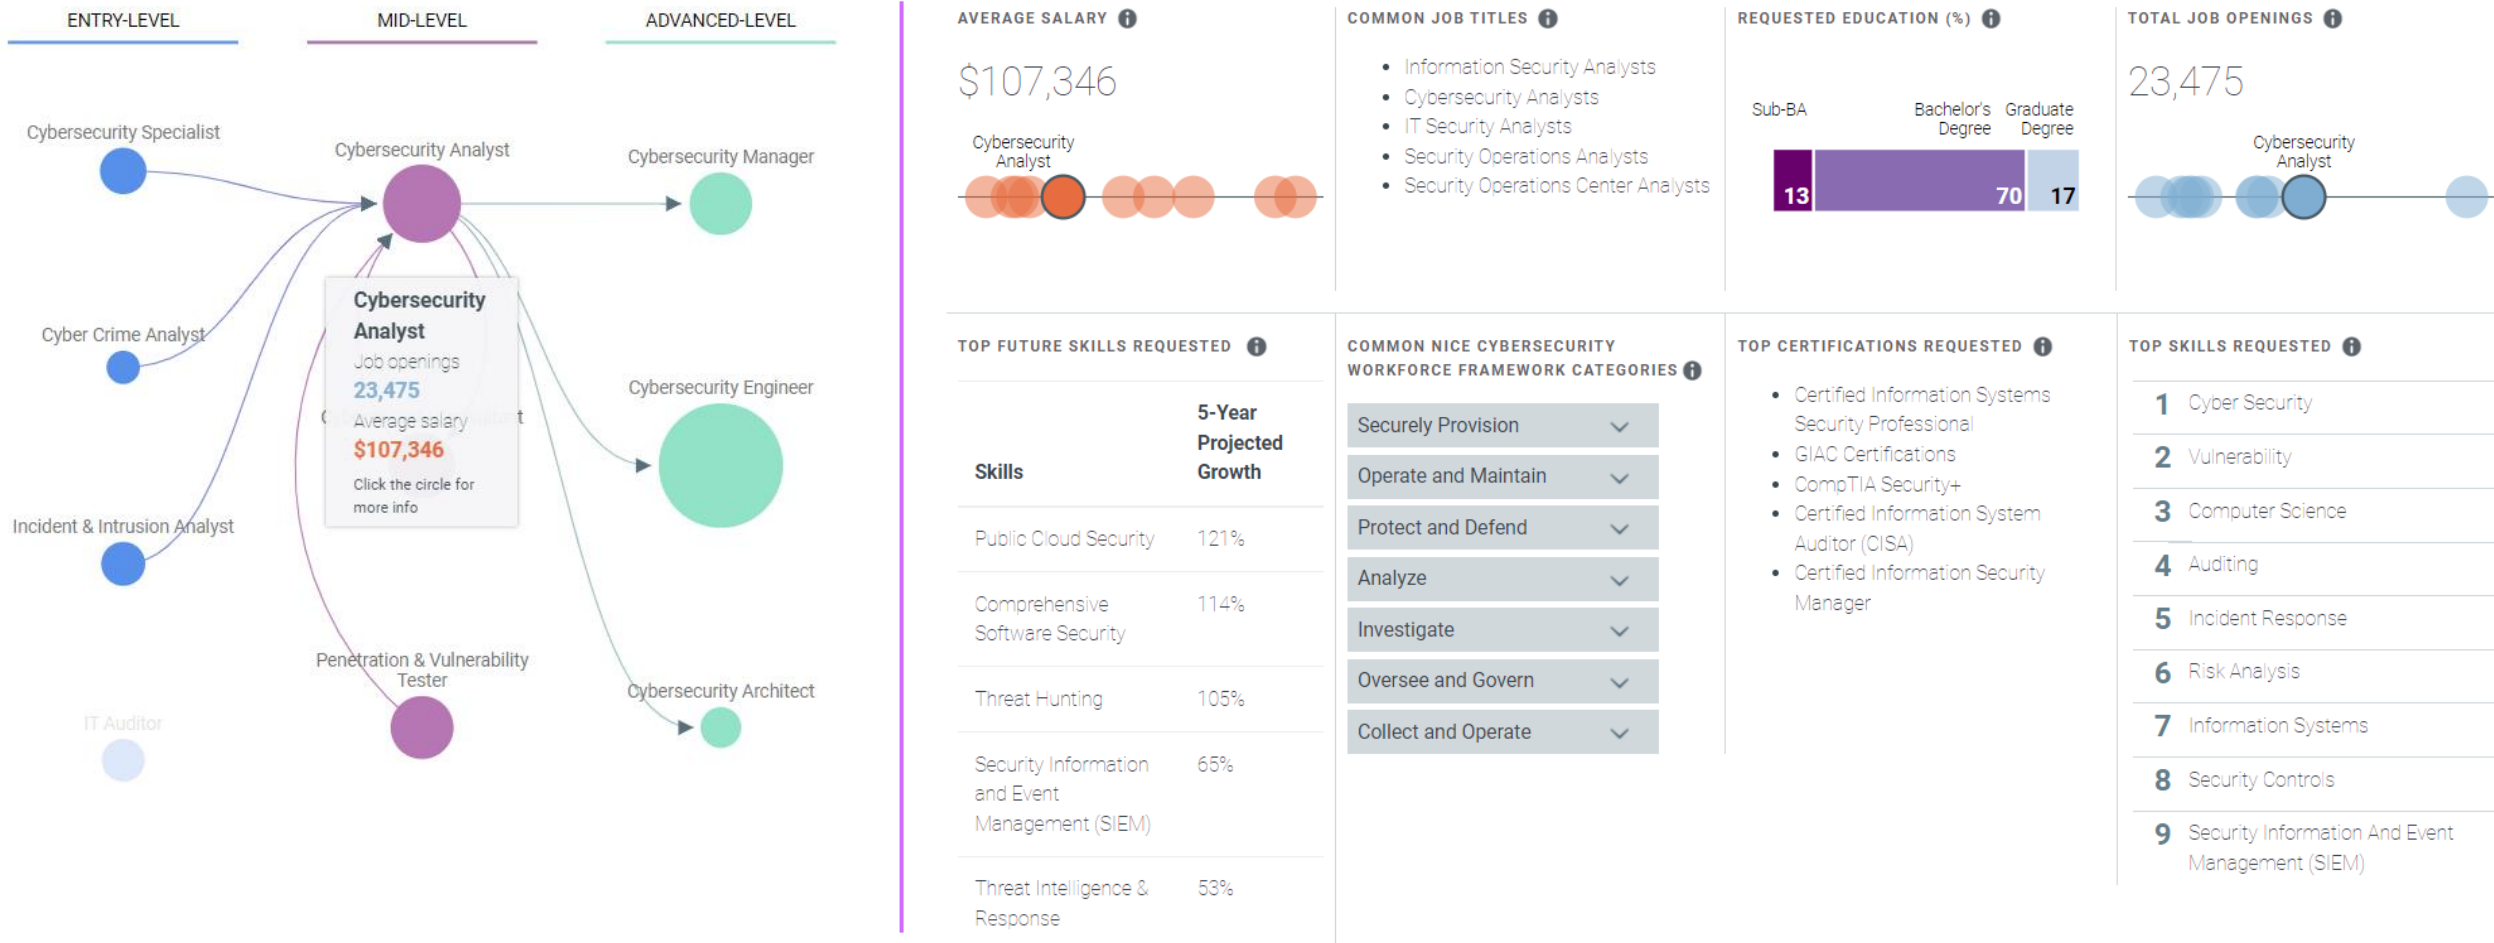 ENTRY-LEVEL
MID-LEVEL
ADVANCED-LEVEL
Cybersecurity Specialist
Cybersecurity Analyst
Cybersecurity Manager
Cyber Crime Analyst
Cybersecurity
Analyst
Job openings
23,475
Average salary
$107,346
Click the circle for
more info
Cybersecurity Engineer
Incident & Intrusion Analyst
Penetration & Vulnerability
Tester
Cybersecurity Architect
IT Auditor
AVERAGE SALARY
$107,346
Cybersecurity
Analyst
COMMON JOB TITLES
Information Security Analysts
Cybersecurity Analysts
IT Security Analysts
Security Operations Analysts
Security Operations Center Analysts
REQUESTED EDUCATION (%)
Sub-BA
Bachelor's
Degree
Graduate
Degree
13
70
17
TOTAL JOB OPENINGS
23,475
Cybersecurity
Analyst
TOP FUTURE SKILLS REQUESTED
Skills
5-Year
Projected
Growth
Public Cloud Security 121%
Comprehensive 114%
Software Security
Threat Hunting 105%
Security Information 65%
and Event
Management (SIEM)
Threat Intelligence & 53%
Response
COMMON NICE CYBERSECURITY
WORKFORCE FRAMEWORK CATEGORIES
Securely Provision
Operate and Maintain
Protect and Defend
Analyze
Investigate
Oversee and Govern
Collect and Operate
TOP CERTIFICATIONS REQUESTED
Certified Information Systems
Security Professional
GIAC Certifications
CompTIA Security+
Certified Information System
Auditor (CISA)
Certified Information Security
Manager
TOP SKILLS REQUESTED
1 Cyber Security
2 Vulnerability
3 Computer Science
4 Auditing
5 Incident Response
6 Risk Analysis
7 Information Systems
8 Security Controls
9 Security Information And Event
Management (SIEM)